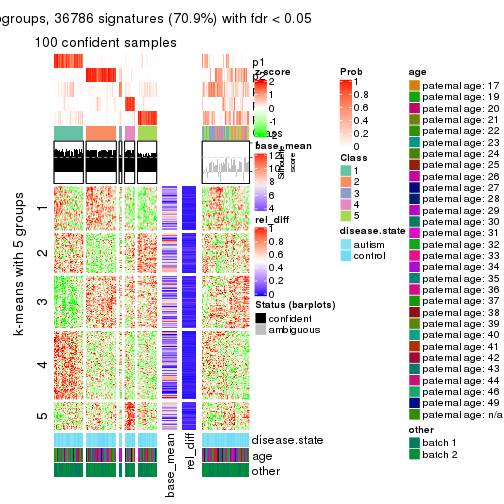 groups, 36786 signatures (70.9%) with fdr < 0.05
100 confident samples
p1
p2
Class
Silhouette
score
k-means with 5 groups
1
2
3
4
5
base_mean
rel_diff
disease.state
age
other
z-score
2
1
0
-1
-2
base_mean
12
10
8
6
4
rel_diff
1
0.8
0.6
0.4
0.2
0
Status (barplots)
confident
ambiguous
Prob
1
0.8
0.6
0.4
0.2
0
Class
1
2
3
4
5
disease.state
autism
control
age
paternal age: 17
paternal age: 19
paternal age: 20
paternal age: 21
paternal age: 22
paternal age: 23
paternal age: 24
paternal age: 25
paternal age: 26
paternal age: 27
paternal age: 28
paternal age: 29
paternal age: 30
paternal age: 31
paternal age: 32
paternal age: 33
paternal age: 34
paternal age: 35
paternal age: 36
paternal age: 37
paternal age: 38
paternal age: 39
paternal age: 40
paternal age: 41
paternal age: 42
paternal age: 43
paternal age: 44
paternal age: 46
paternal age: 49
paternal age: n/a
other
batch 1
batch 2